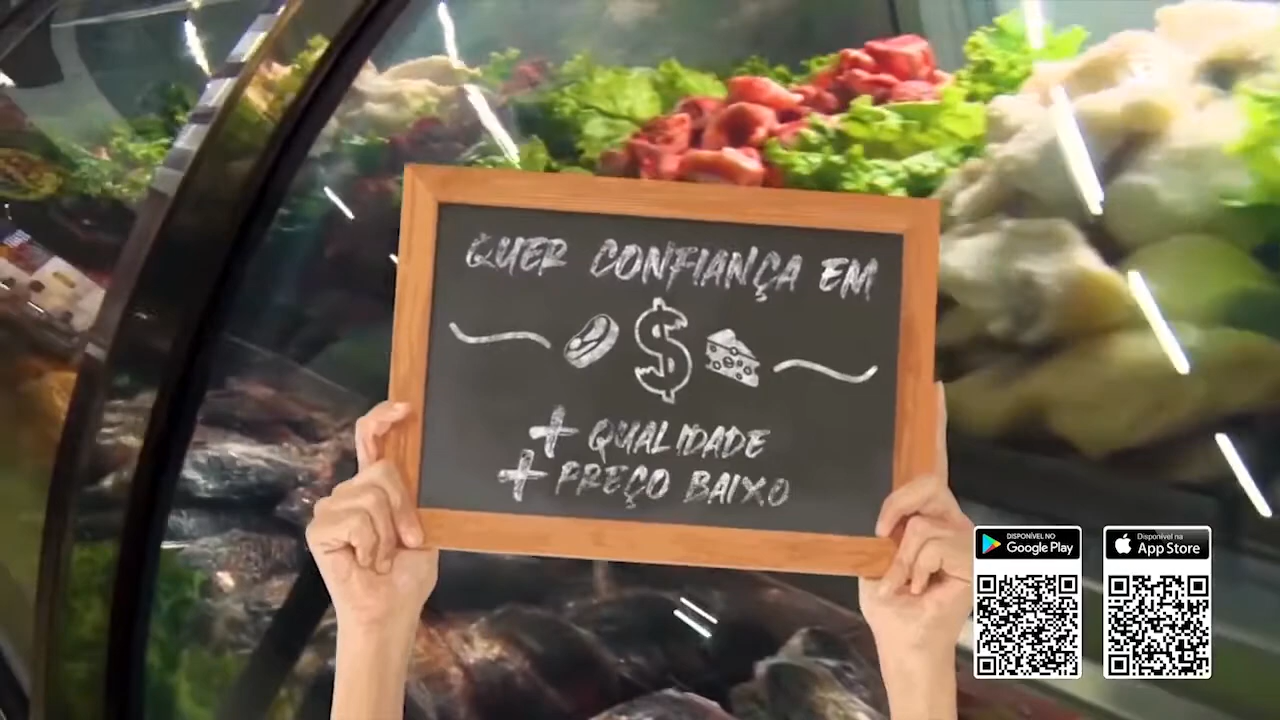 QUER CONFIANÇA EM
$
+ QUALIDADE
+ PREÇO BAIXO
DISPONÍVEL NO
Google Play
Disponível na
App Store